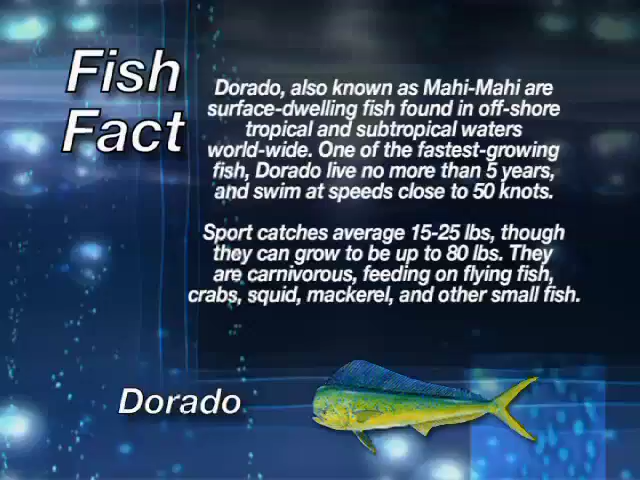 Fish
Fact
Dorado, also known as Mahi-Mahi are
surface-dwelling fish found in off-shore
tropical and subtropical waters
world-wide. One of the fastest-growing
fish, Dorado live no more than 5 years,
and swim at speeds close to 50 knots.
Sport catches average 15-25 lbs, though
they can grow to be up to 80 lbs. They
are carnivorous, feeding on flying fish,
crabs, squid, mackerel, and other small fish.
Dorado